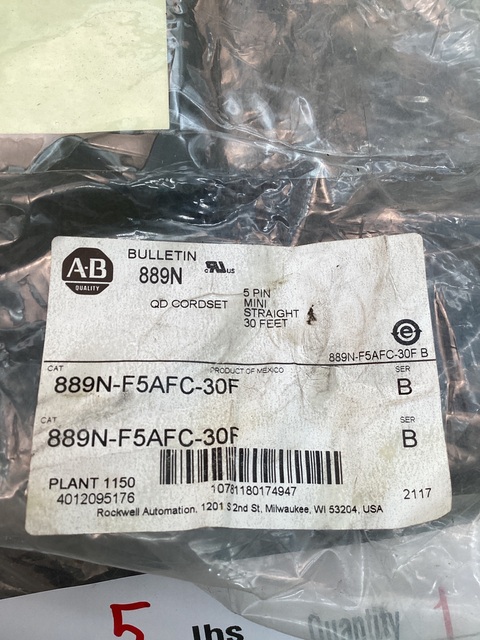 A-B
QUALITY
BULLETIN
889N
c UL us
QD CORDSET
5 PIN
MINI
STRAIGHT
30 FEET
e
889N-F5AFC-30F B
CAT
PRODUCT OF MEXICO
SER
889N-F5AFC-30F
B
CAT
SER
889N-F5AFC-30F
B
PLANT 1150
4012095176
10781180174947
2117
Rockwell Automation, 1201 S 2nd St, Milwaukee, WI 53204, USA
5 lbs
Quantity 1